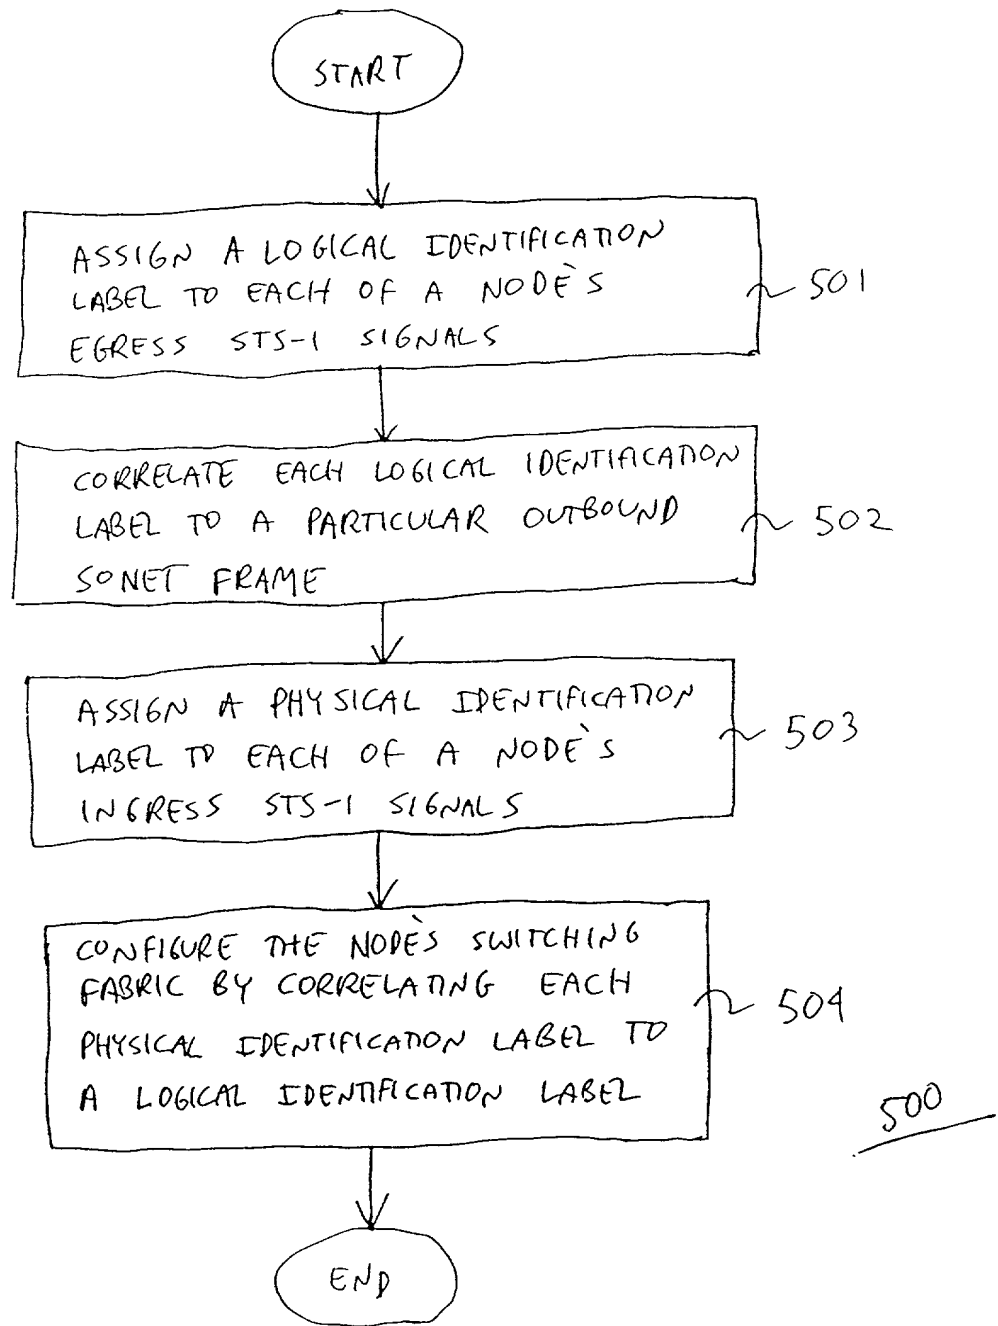 START
ASSIGN A LOGICAL IDENTIFICATION
LABEL TO EACH OF A NODE'S
EGRESS STS-1 SIGNALS
501
CORRELATE EACH LOGICAL IDENTIFICATION
LABEL TO A PARTICULAR OUTBOUND
SONET FRAME
502
ASSIGN A PHYSICAL IDENTIFICATION
LABEL TO EACH OF A NODE'S
INGRESS STS-1 SIGNALS
503
CONFIGURE THE NODE'S SWITCHING
FABRIC BY CORRELATING EACH
PHYSICAL IDENTIFICATION LABEL TO
A LOGICAL IDENTIFICATION LABEL
504
500
END